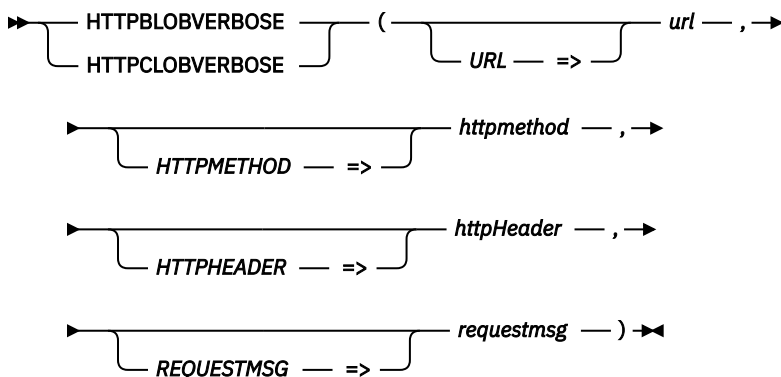 HTTPBLOBVERBOSE ( url ,
HTTPCLOBVERBOSE URL =>
httpmethod ,
HTTPMETHOD =>
httpHeader ,
HTTPHEADER =>
requestmsg )
REQUESTMSG =>